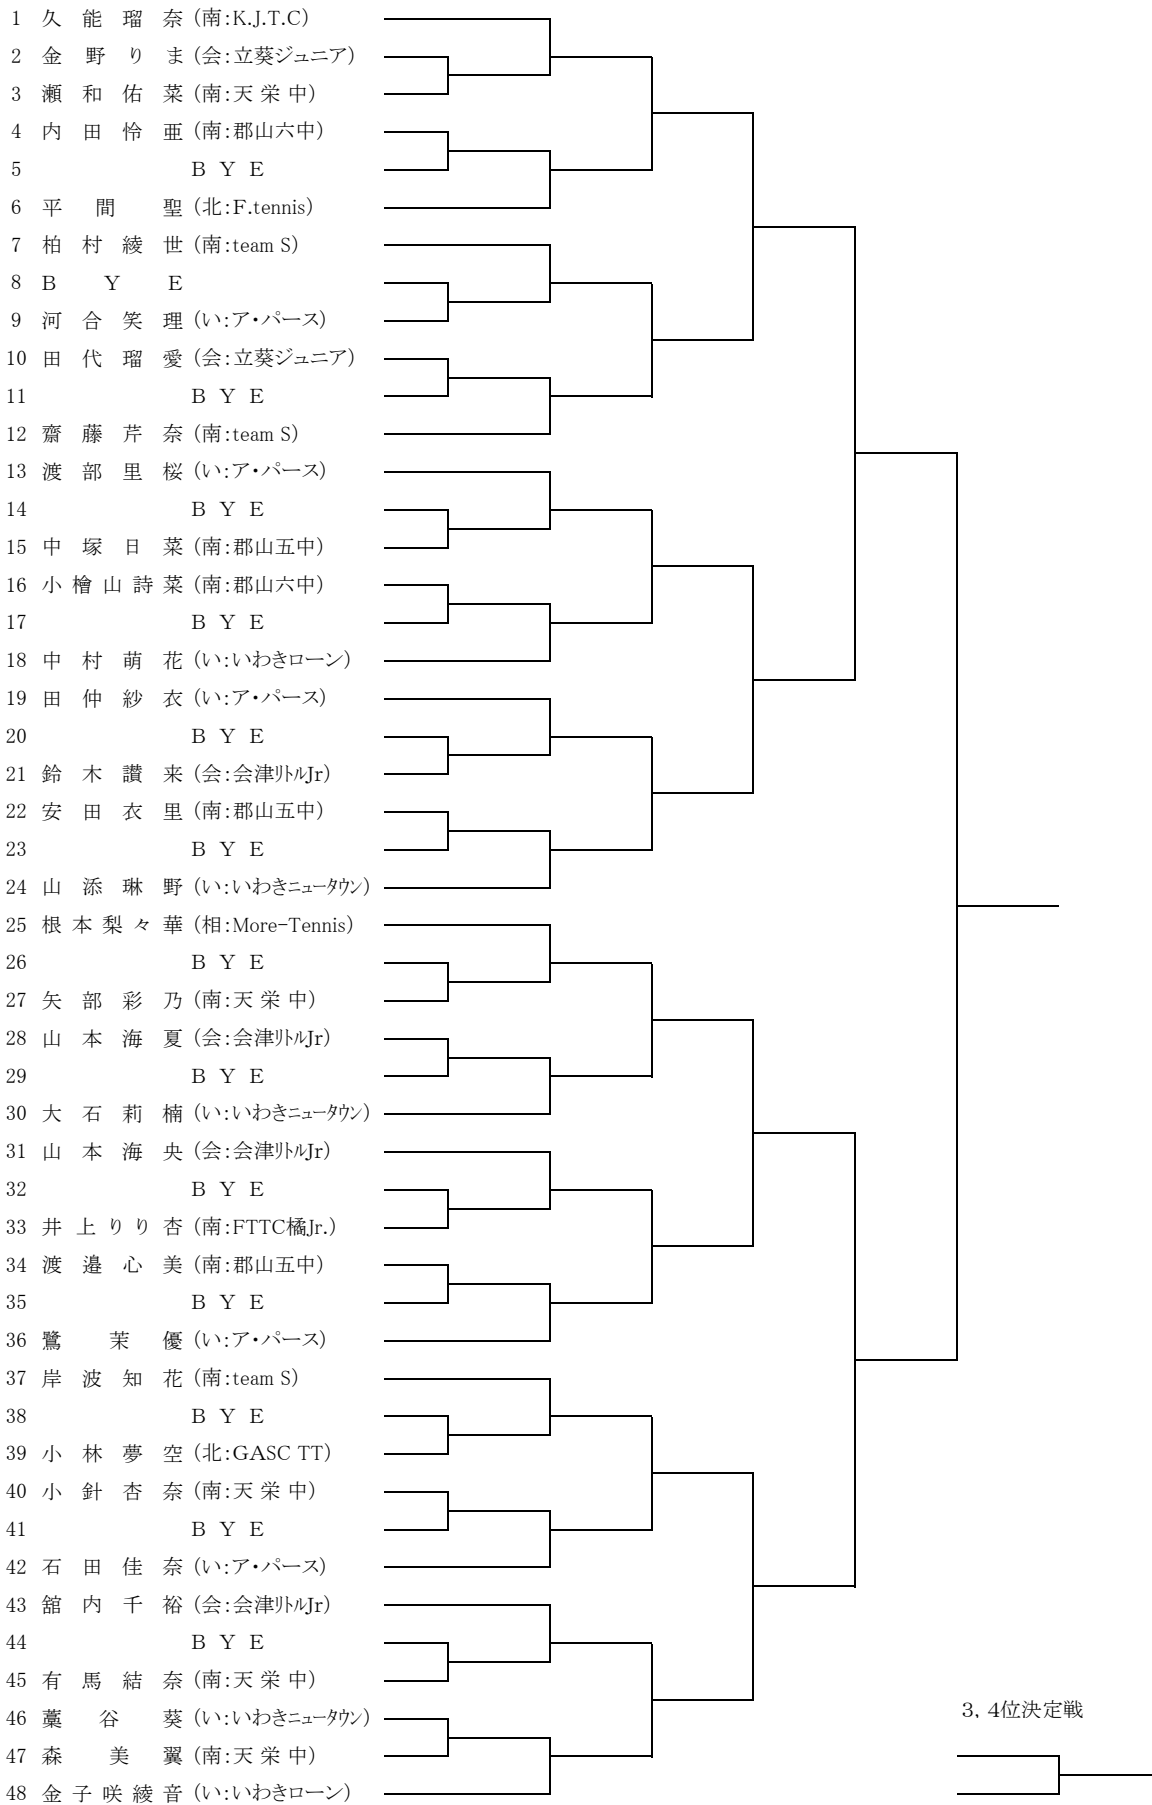 1 久能瑠奈 (南:K.J.T.C)
2 金野りま (会:立葵ジュニア)
3 瀬和佑菜 (南:天栄中)
4 内田怜亜 (南:郡山六中)
5 BYE
6 平間聖 (北:F.tennis)
7 柏村綾世 (南:team S)
8 BYE
9 河合笑理 (い:ア・パース)
10 田代瑠愛 (会:立葵ジュニア)
11 BYE
12 齋藤芹奈 (南:team S)
13 渡部里桜 (い:ア・パース)
14 BYE
15 中塚日菜 (南:郡山五中)
16 小檜山詩菜 (南:郡山六中)
17 BYE
18 中村萌花 (い:いわきローン)
19 田仲紗衣 (い:ア・パース)
20 BYE
21 鈴木讃来 (会:会津リトルJr)
22 安田衣里 (南:郡山五中)
23 BYE
24 山添琳野 (い:いわきニュータウン)
25 根本梨々華 (相:More-Tennis)
26 BYE
27 矢部彩乃 (南:天栄中)
28 山本海夏 (会:会津リトルJr)
29 BYE
30 大石莉楠 (い:いわきニュータウン)
31 山本海央 (会:会津リトルJr)
32 BYE
33 井上りり杏 (南:FTTC橘Jr.)
34 渡邉心美 (南:郡山五中)
35 BYE
36 鷺茉優 (い:ア・パース)
37 岸波知花 (南:team S)
38 BYE
39 小林夢空 (北:GASC TT)
40 小針杏奈 (南:天栄中)
41 BYE
42 石田佳奈 (い:ア・パース)
43 舘内千裕 (会:会津リトルJr)
44 BYE
45 有馬結奈 (南:天栄中)
46 藁谷葵 (い:いわきニュータウン)
47 森美翼 (南:天栄中)
48 金子咲綾音 (い:いわきローン)
3,4位決定戦